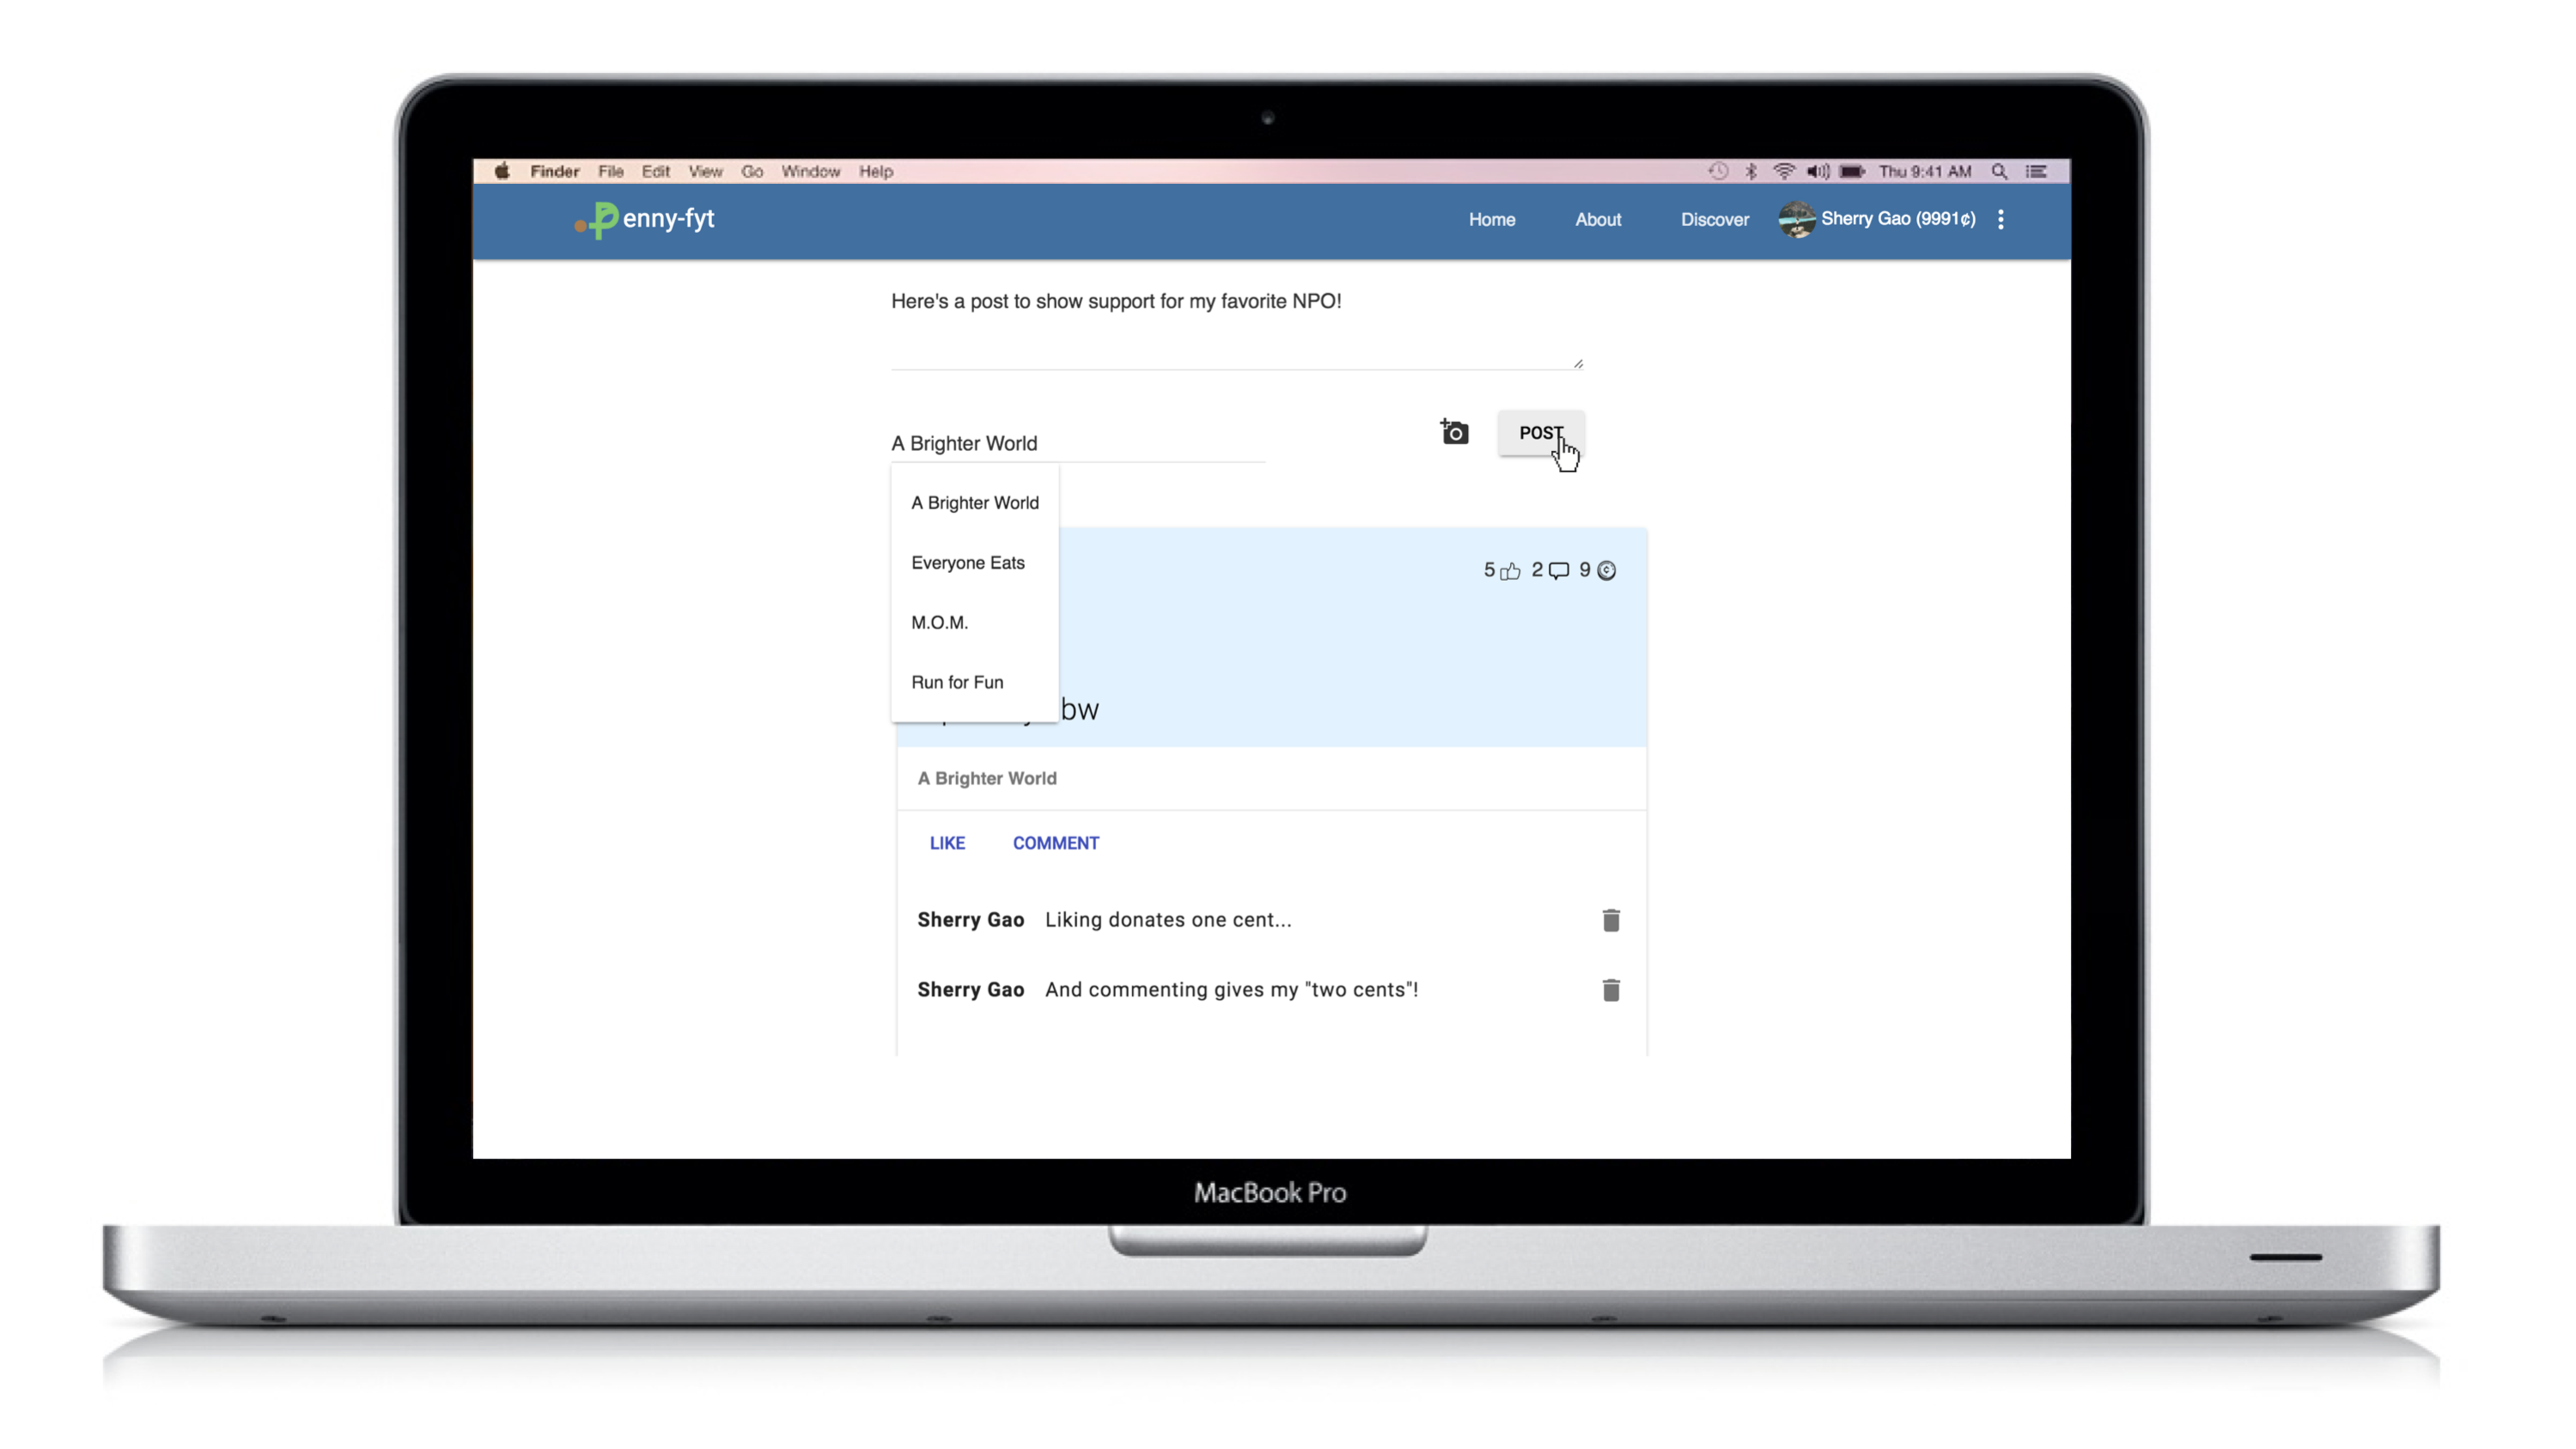 Finder File Edit View Go Window Help Thu 9:41 AM
Penny-fyt Home About Discover Sherry Gao (9991¢)
Here's a post to show support for my favorite NPO!
A Brighter World
POST
A Brighter World
Everyone Eats
M.O.M.
Run for Fun
5 2 9
bw
A Brighter World
LIKE COMMENT
Sherry Gao Liking donates one cent...
Sherry Gao And commenting gives my "two cents"!
MacBook Pro